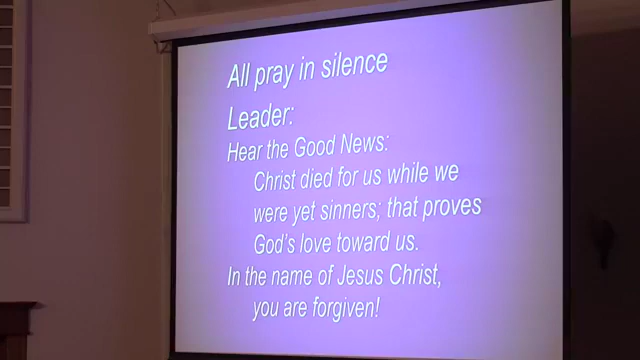 All pray in silence
Leader:
Hear the Good News:
Christ died for us while we
were yet sinners; that proves
God's love toward us.
In the name of Jesus Christ,
you are forgiven!